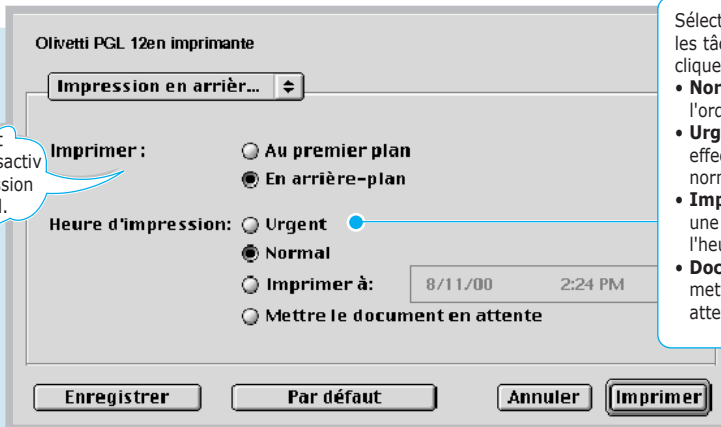 Olivetti PGL 12en imprimante
Impression en arrièr...
Imprimer :
Au premier plan
En arrière-plan
Heure d'impression:
Urgent
Normal
Imprimer à:
8/11/00 2:24 PM
Mettre le document en attente
Enregistrer
Par défaut
Annuler
Imprimer
Sélect
les tâ
clique
• Nor
l'ord
• Urg
effe
nor
• Imp
une
l'heu
• Doc
met
atte
sactiv
sion
l.